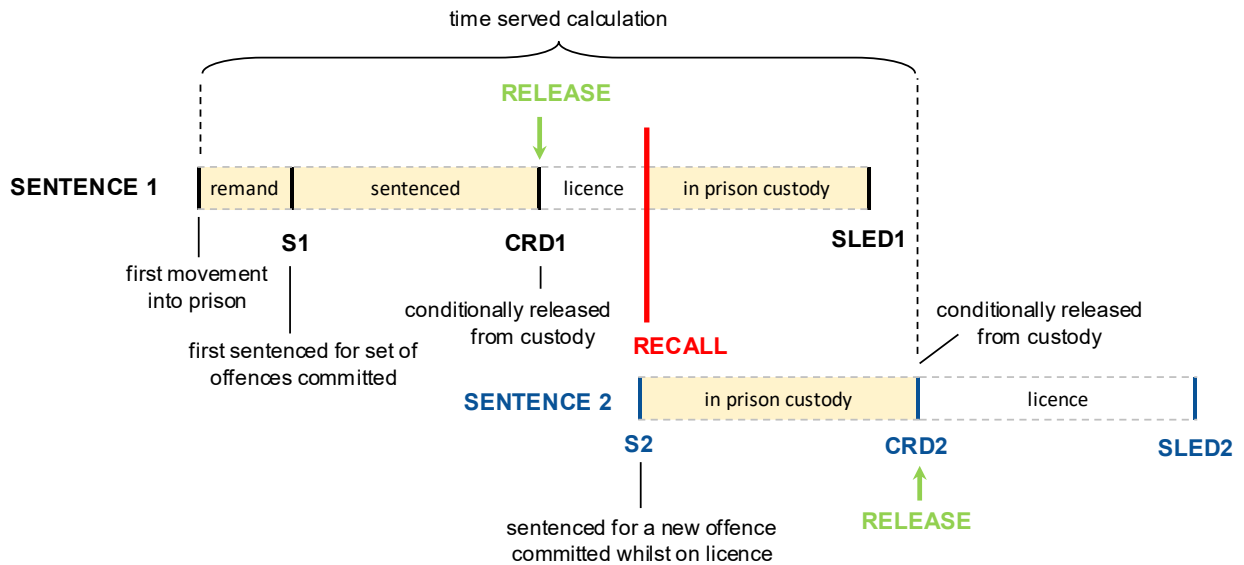 time served calculation
RELEASE
SENTENCE 1
remand
sentenced
licence
in prison custody
S1
CRD1
SLED1
first movement
into prison
conditionally released
from custody
conditionally released
from custody
first sentenced for set of
offences committed
RECALL
SENTENCE 2
in prison custody
licence
S2
CRD2
SLED2
RELEASE
sentenced for a new offence
committed whilst on licence